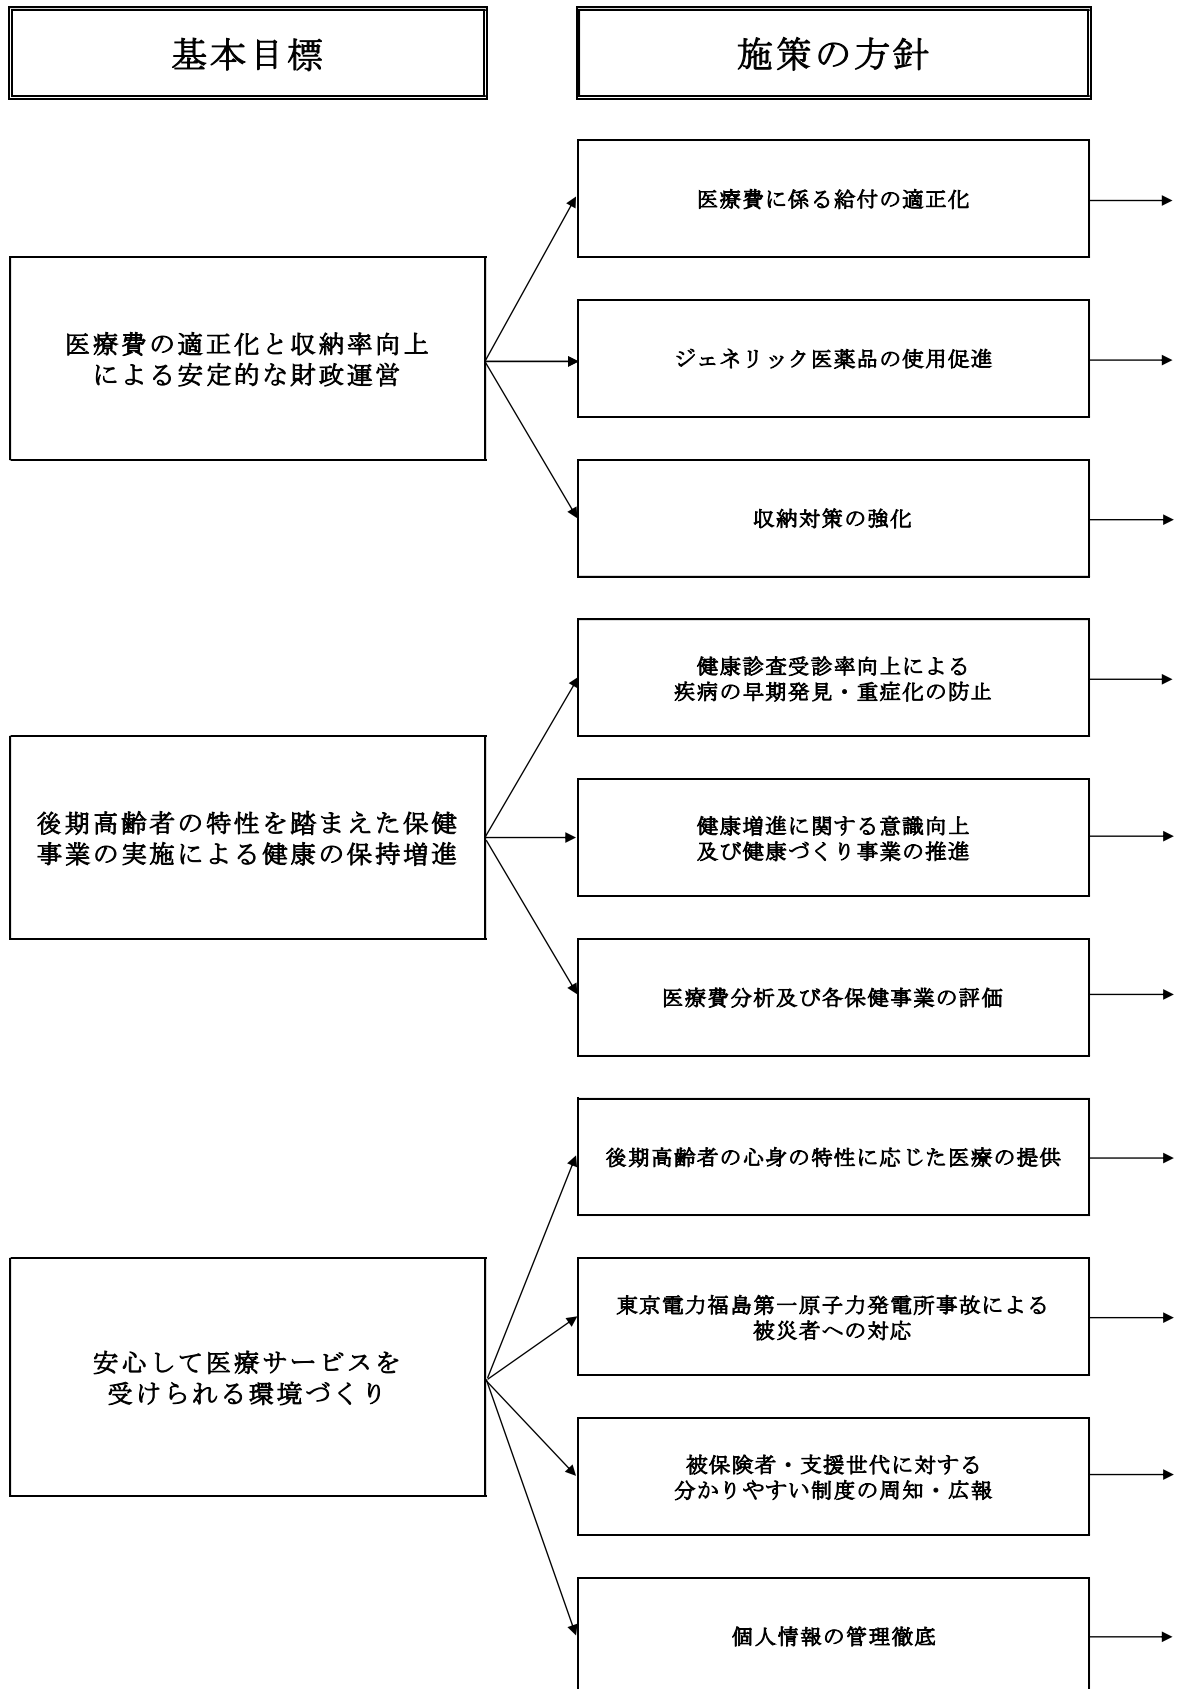 基本目標
施策の方針
医療費の適正化と収納率向上
による安定的な財政運営
医療費に係る給付の適正化
ジェネリック医薬品の使用促進
収納対策の強化
後期高齢者の特性を踏まえた保健
事業の実施による健康の保持増進
健康診査受診率向上による
疾病の早期発見・重症化の防止
健康増進に関する意識向上
及び健康づくり事業の推進
医療費分析及び各保健事業の評価
安心して医療サービスを
受けられる環境づくり
後期高齢者の心身の特性に応じた医療の提供
東京電力福島第一原子力発電所事故による
被災者への対応
被保険者・支援世代に対する
分かりやすい制度の周知・広報
個人情報の管理徹底